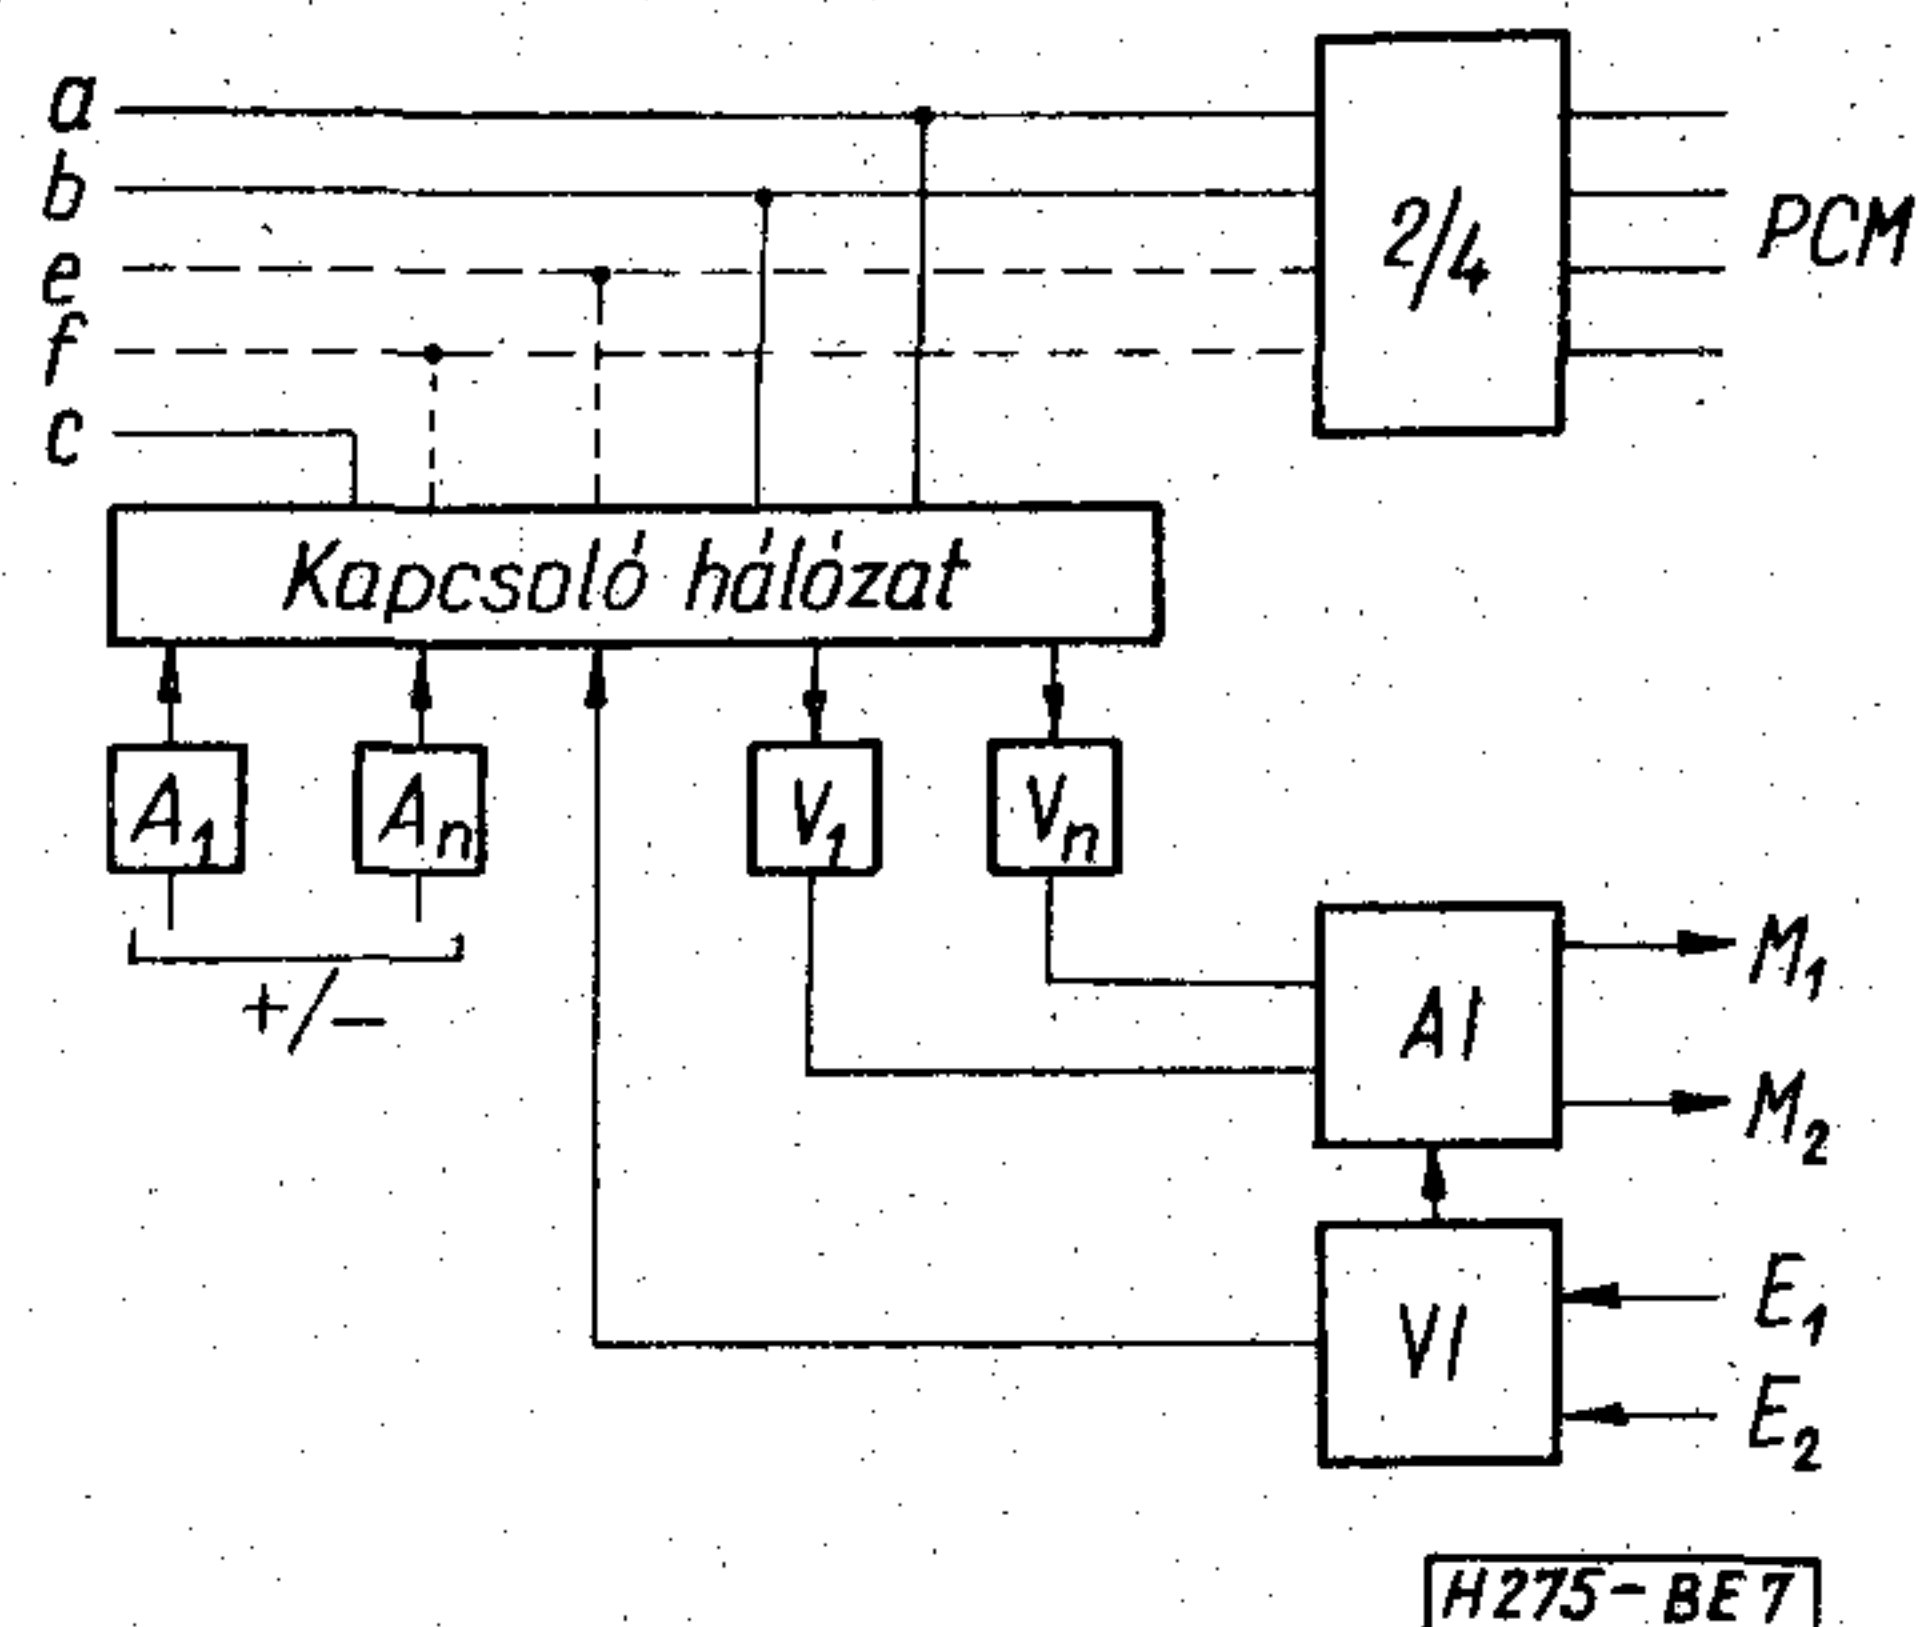 a
b
e
f
c
2/4
PCM
Kapcsoló hálózat
A1
An
V1
Vn
+/−
AI
M1
M2
VI
E1
E2
H275-BE7